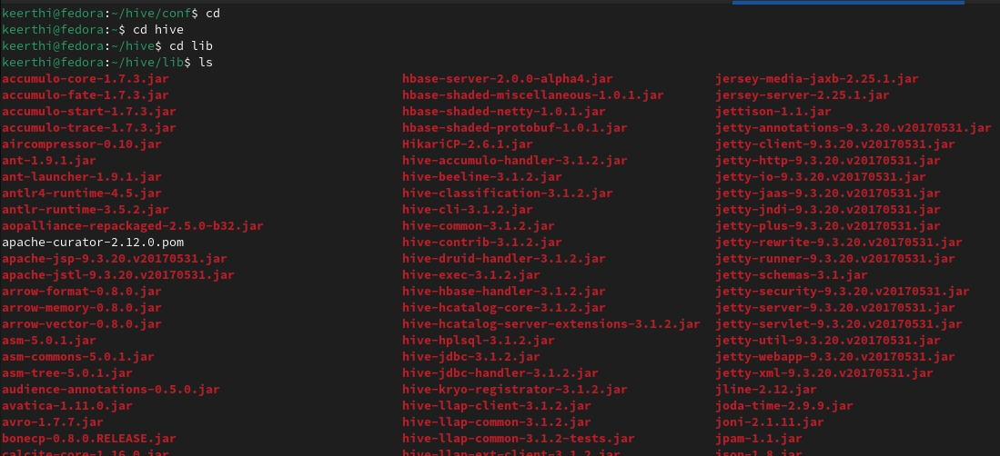 keerthi@fedora:~/hive/conf$ cd
keerthi@fedora:~$ cd hive
keerthi@fedora:~/hive$ cd lib
keerthi@fedora:~/hive/lib$ ls
accumulo-core-1.7.3.jar hbase-server-2.0.0-alpha4.jar jersey-media-jaxb-2.25.1.jar
accumulo-fate-1.7.3.jar hbase-shaded-miscellaneous-1.0.1.jar jersey-server-2.25.1.jar
accumulo-start-1.7.3.jar hbase-shaded-netty-1.0.1.jar jettison-1.1.jar
accumulo-trace-1.7.3.jar hbase-shaded-protobuf-1.0.1.jar jetty-annotations-9.3.20.v20170531.jar
aircompressor-0.10.jar HikariCP-2.6.1.jar jetty-client-9.3.20.v20170531.jar
ant-1.9.1.jar hive-accumulo-handler-3.1.2.jar jetty-http-9.3.20.v20170531.jar
ant-launcher-1.9.1.jar hive-beeline-3.1.2.jar jetty-io-9.3.20.v20170531.jar
antlr4-runtime-4.5.jar hive-classification-3.1.2.jar jetty-jaas-9.3.20.v20170531.jar
antlr-runtime-3.5.2.jar hive-cli-3.1.2.jar jetty-jndi-9.3.20.v20170531.jar
aopalliance-repackaged-2.5.0-b32.jar hive-common-3.1.2.jar jetty-plus-9.3.20.v20170531.jar
apache-curator-2.12.0.pom hive-contrib-3.1.2.jar jetty-rewrite-9.3.20.v20170531.jar
apache-jsp-9.3.20.v20170531.jar hive-druid-handler-3.1.2.jar jetty-runner-9.3.20.v20170531.jar
apache-jstl-9.3.20.v20170531.jar hive-exec-3.1.2.jar jetty-schemas-3.1.jar
arrow-format-0.8.0.jar hive-hbase-handler-3.1.2.jar jetty-security-9.3.20.v20170531.jar
arrow-memory-0.8.0.jar hive-hcatalog-core-3.1.2.jar jetty-server-9.3.20.v20170531.jar
arrow-vector-0.8.0.jar hive-hcatalog-server-extensions-3.1.2.jar jetty-servlet-9.3.20.v20170531.jar
asm-5.0.1.jar hive-hplsql-3.1.2.jar jetty-util-9.3.20.v20170531.jar
asm-commons-5.0.1.jar hive-jdbc-3.1.2.jar jetty-webapp-9.3.20.v20170531.jar
asm-tree-5.0.1.jar hive-jdbc-handler-3.1.2.jar jetty-xml-9.3.20.v20170531.jar
audience-annotations-0.5.0.jar hive-kryo-registrator-3.1.2.jar jline-2.12.jar
avatica-1.11.0.jar hive-llap-client-3.1.2.jar joda-time-2.9.9.jar
avro-1.7.7.jar hive-llap-common-3.1.2.jar joni-2.1.11.jar
bonecp-0.8.0.RELEASE.jar hive-llap-common-3.1.2-tests.jar jpam-1.1.jar
calcite-core-1.16.0.jar hive-llap-ext-client-3.1.2.jar json-1.8.jar